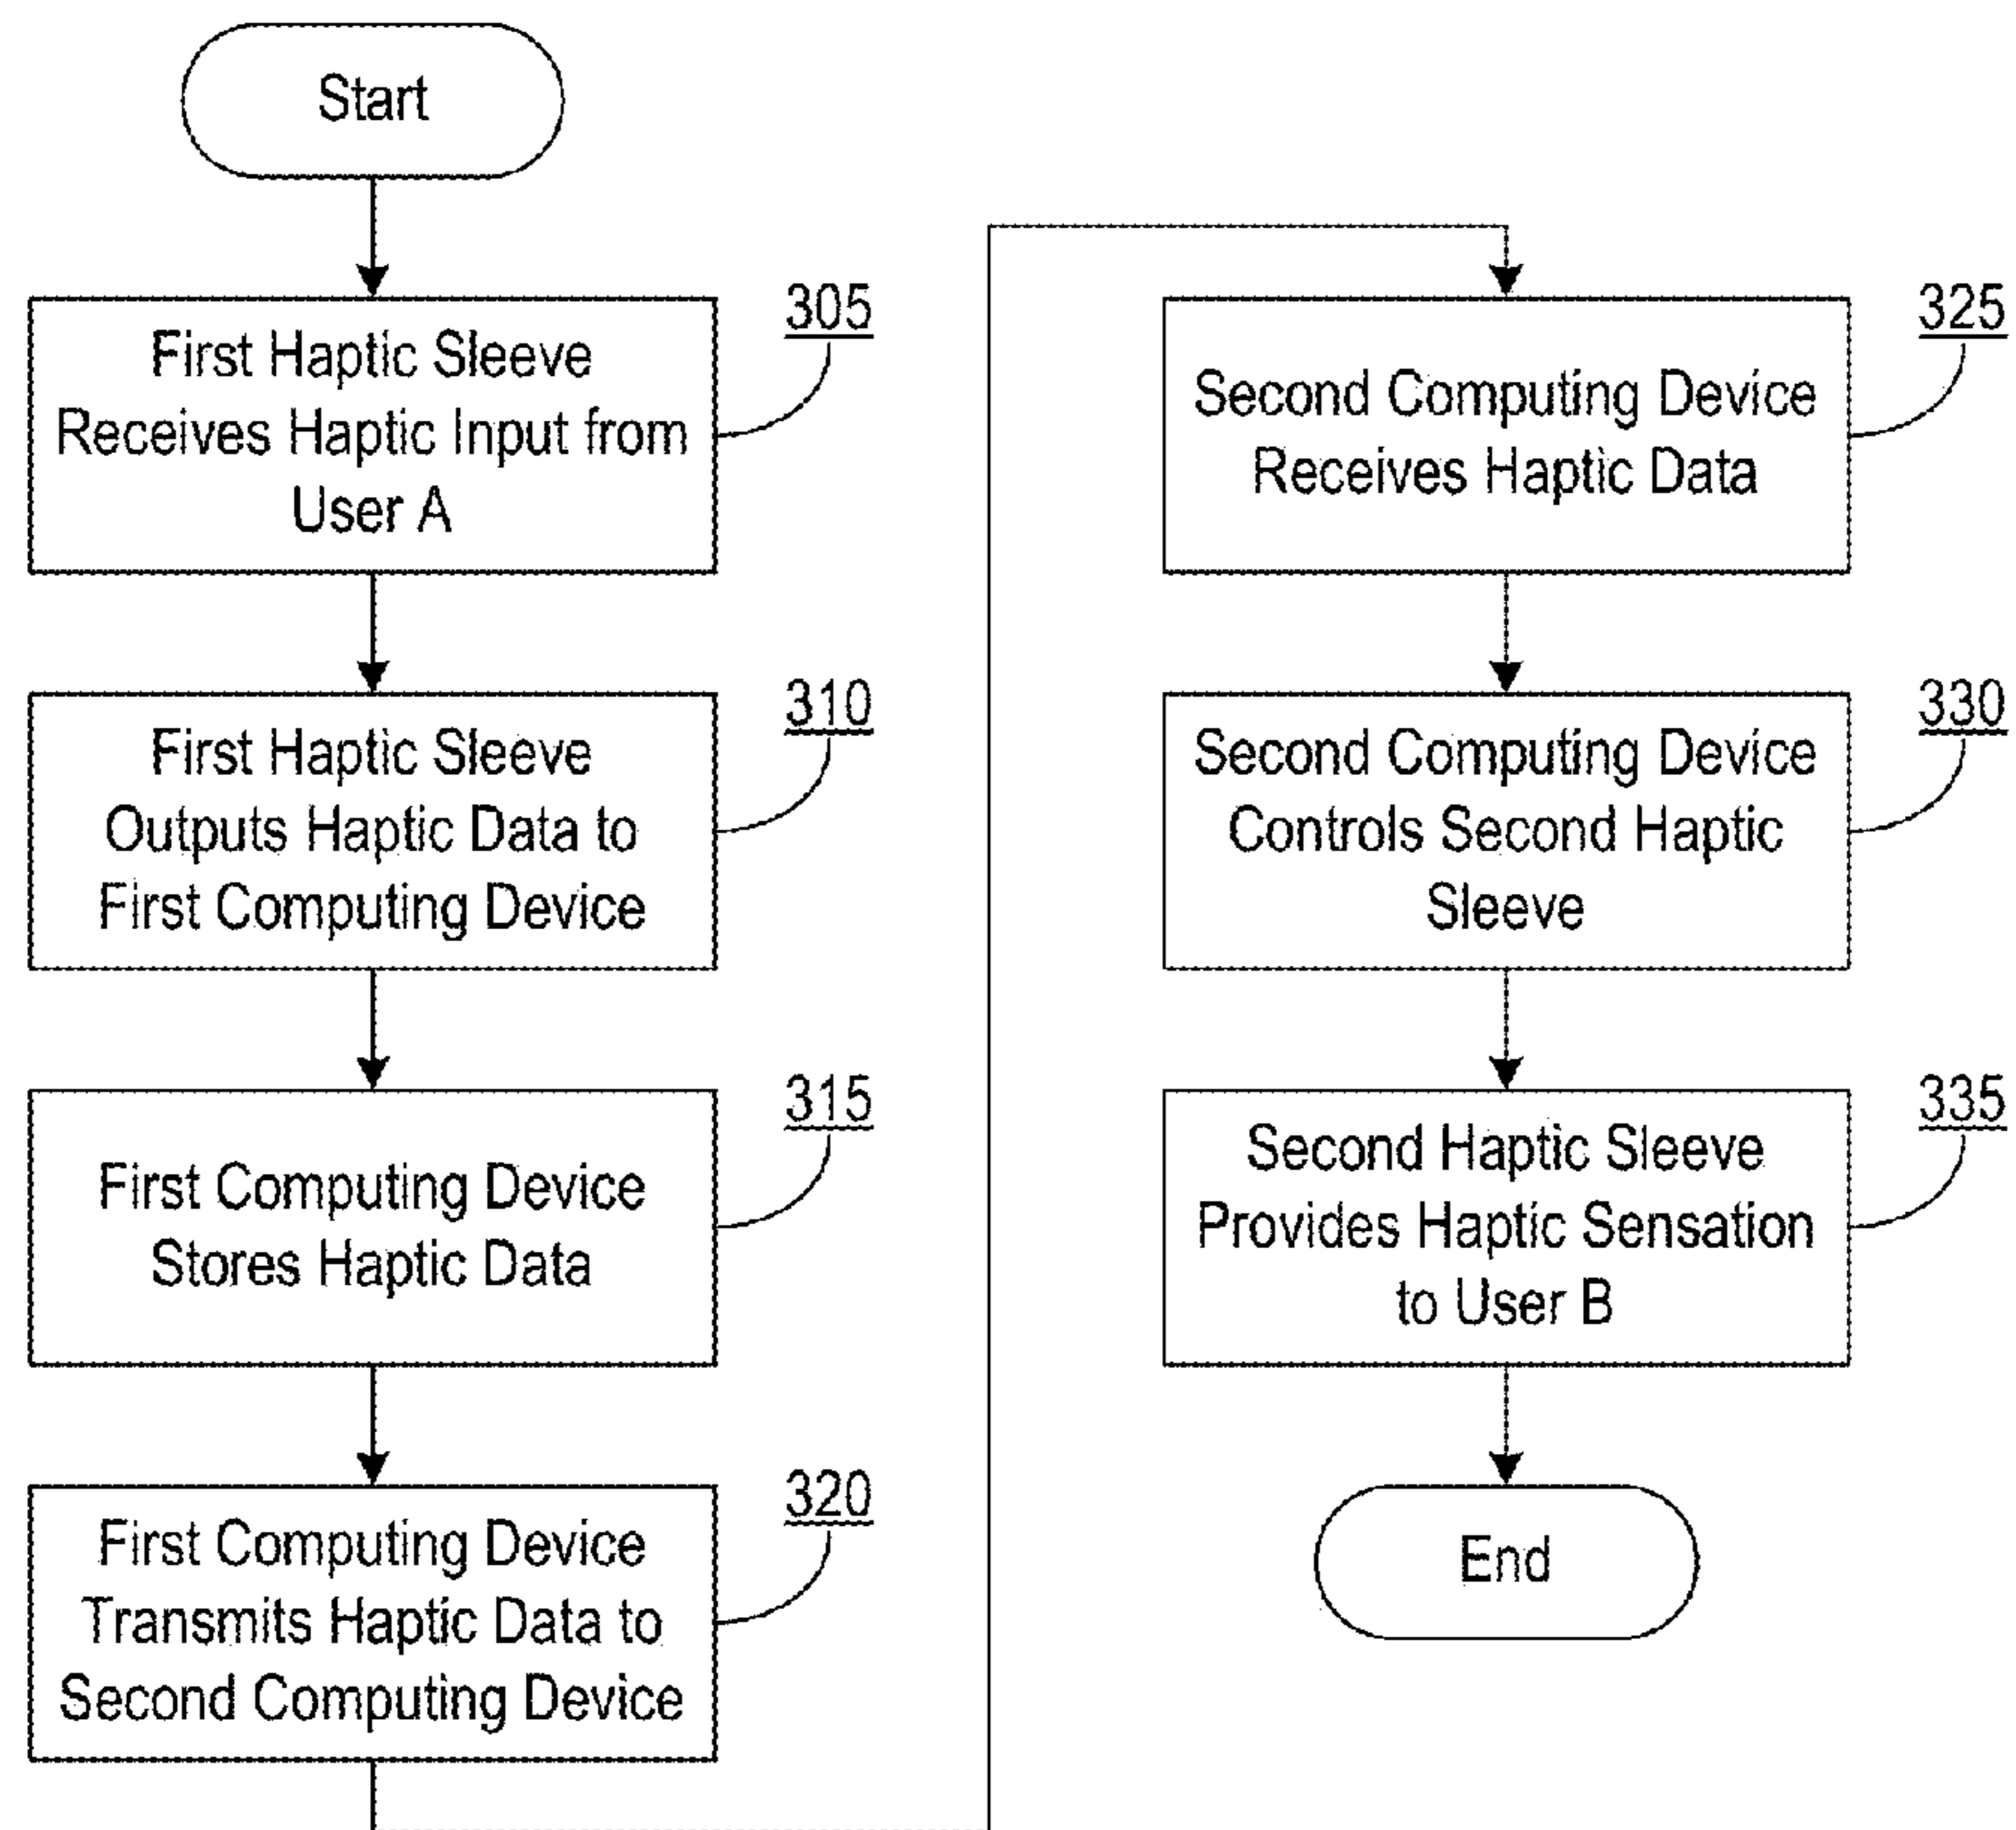 Start
First Haptic Sleeve
Receives Haptic Input from
User A
305
First Haptic Sleeve
Outputs Haptic Data to
First Computing Device
310
First Computing Device
Stores Haptic Data
315
First Computing Device
Transmits Haptic Data to
Second Computing Device
320
Second Computing Device
Receives Haptic Data
325
Second Computing Device
Controls Second Haptic
Sleeve
330
Second Haptic Sleeve
Provides Haptic Sensation
to User B
335
End